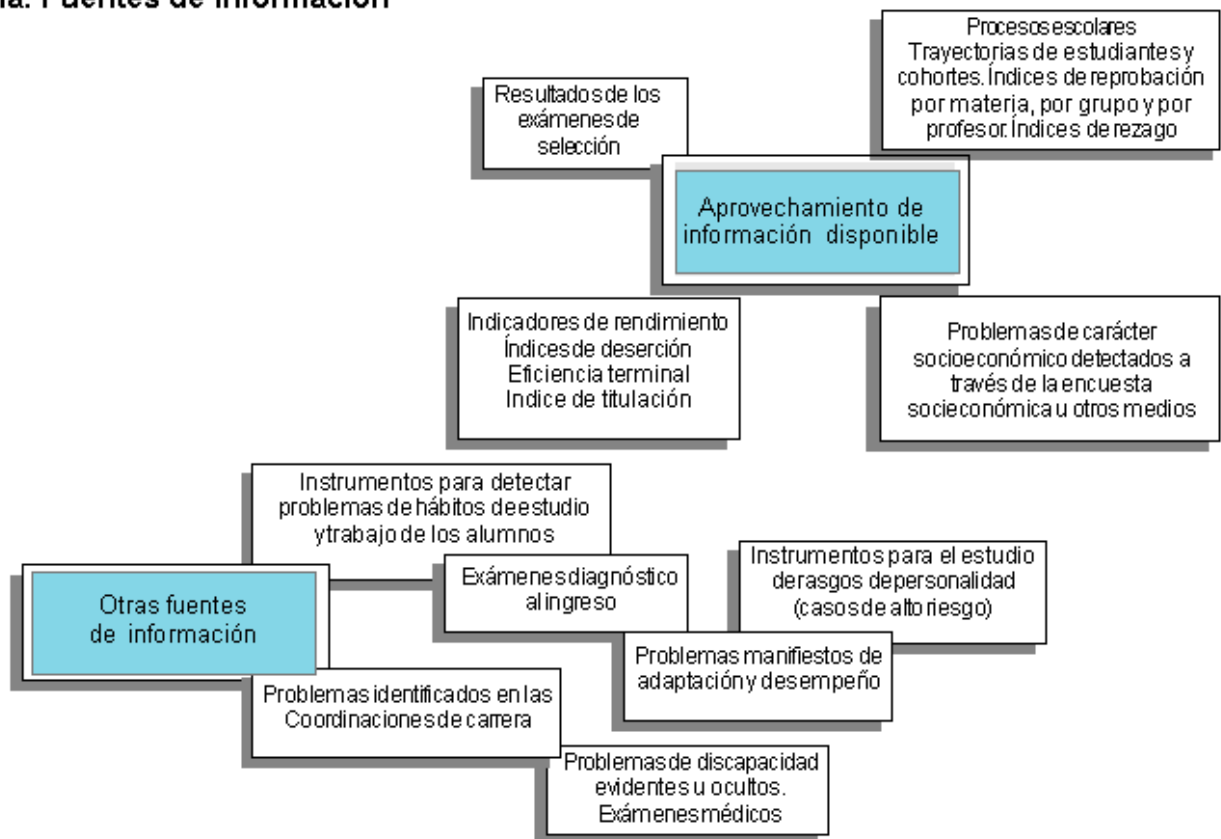 Fuentes de información
Procesos escolares
Trayectorias de estudiantes y
cohortes. Índices de reprobación
por materia, por grupo y por
profesor. Índices de rezago
Resultados de los
exámenes de
selección
Aprovechamiento de
información disponible
Indicadores de rendimiento
Índices de deserción
Eficiencia terminal
Indice de titulación
Problemas de carácter
socioeconómico detectados a
través de la encuesta
socieconómica u otros medios
Instrumentos para detectar
problemas de hábitos de estudio
y trabajo de los alumnos
Exámenes diagnóstico
al ingreso
Instrumentos para el estudio
de rasgos de personalidad
(casos de alto riesgo)
Otras fuentes
de información
Problemas manifiestos de
adaptación y desempeño
Problemas identificados en las
Coordinaciones de carrera
Problemas de discapacidad
evidentes u ocultos.
Exámenes médicos